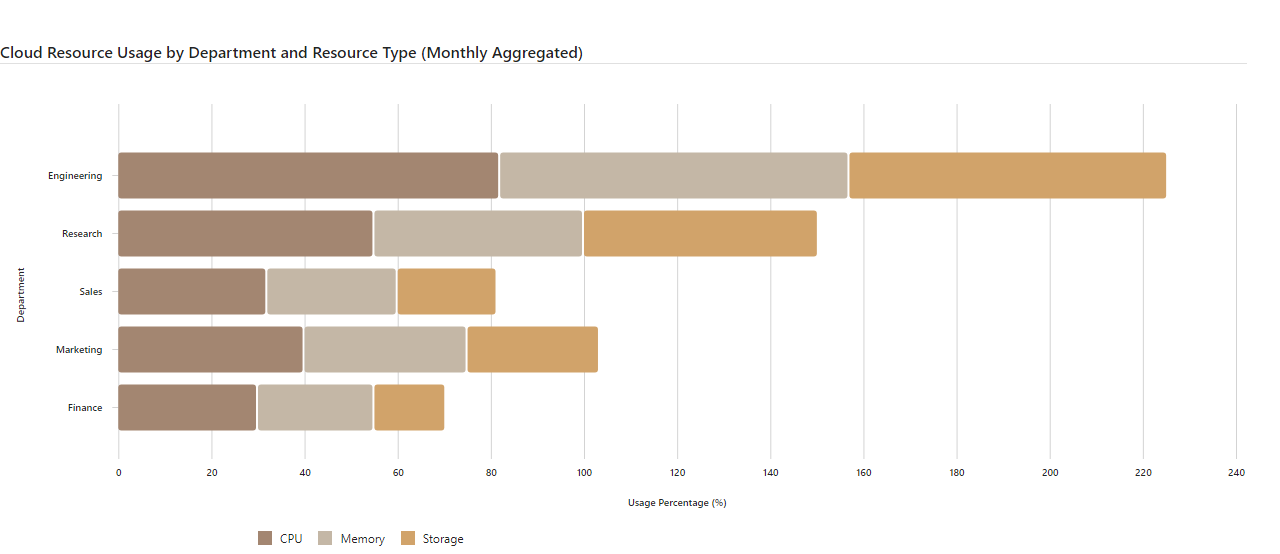 Cloud Resource Usage by Department and Resource Type (Monthly Aggregated)
Department
Engineering
Research
Sales
Marketing
Finance
0 20 40 60 80 100 120 140 160 180 200 220 240
Usage Percentage (%)
CPU Memory Storage